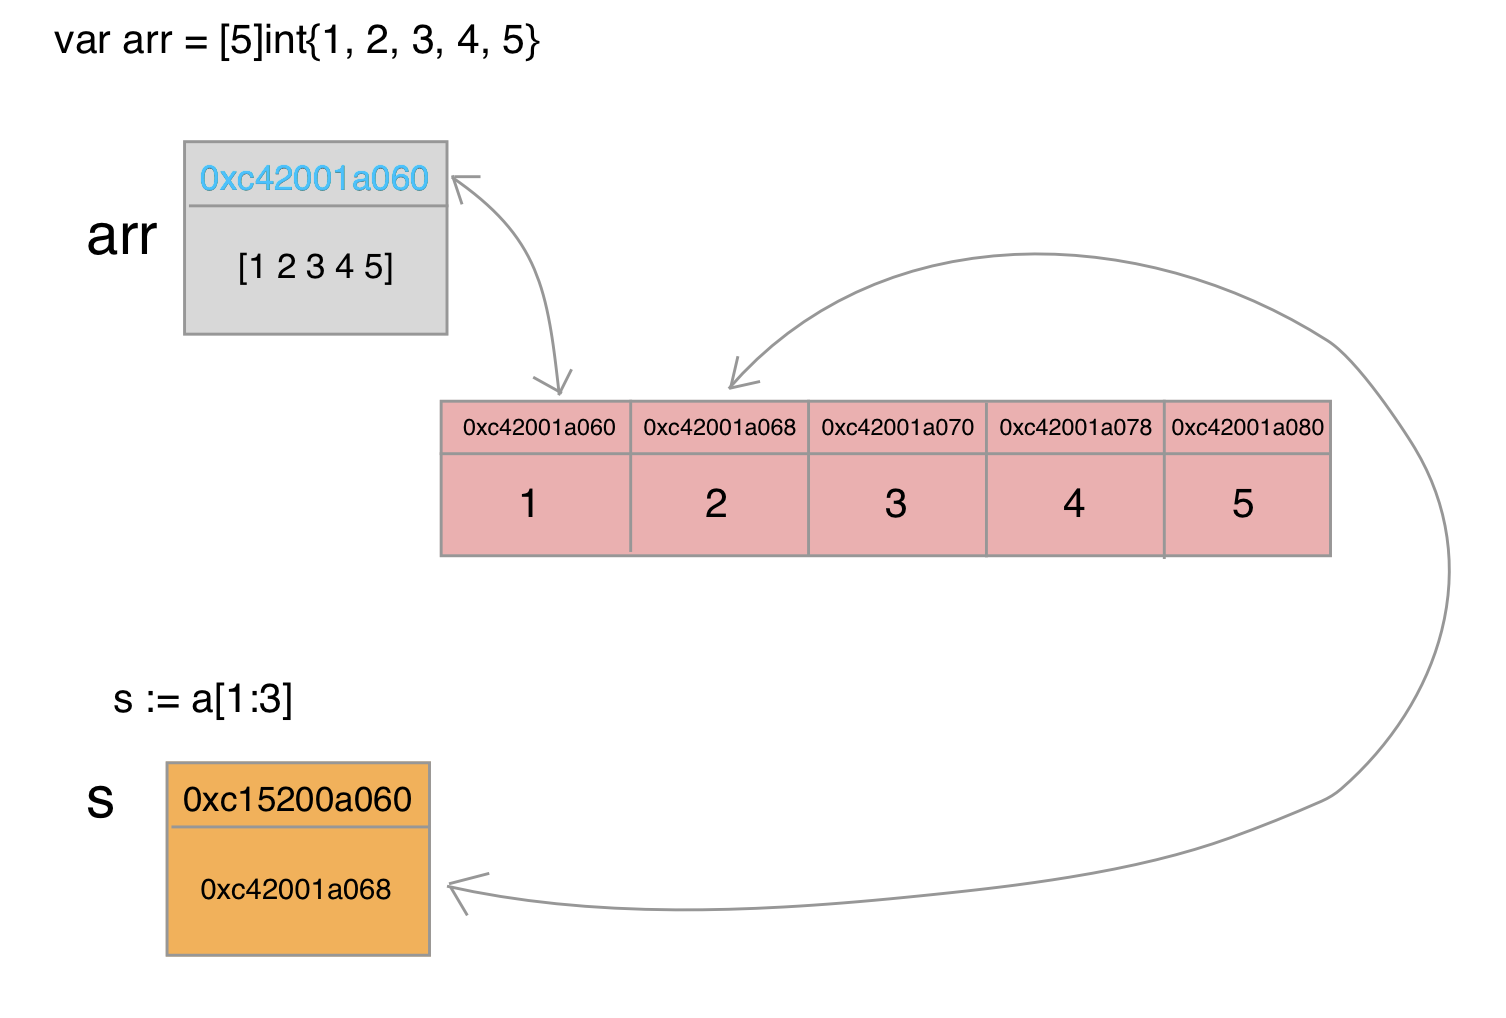 var arr = [5]int{1, 2, 3, 4, 5}
0xc42001a060
arr
[1 2 3 4 5]
0xc42001a060 0xc42001a068 0xc42001a070 0xc42001a078 0xc42001a080
1 2 3 4 5
s := a[1:3]
s
0xc15200a060
0xc42001a068